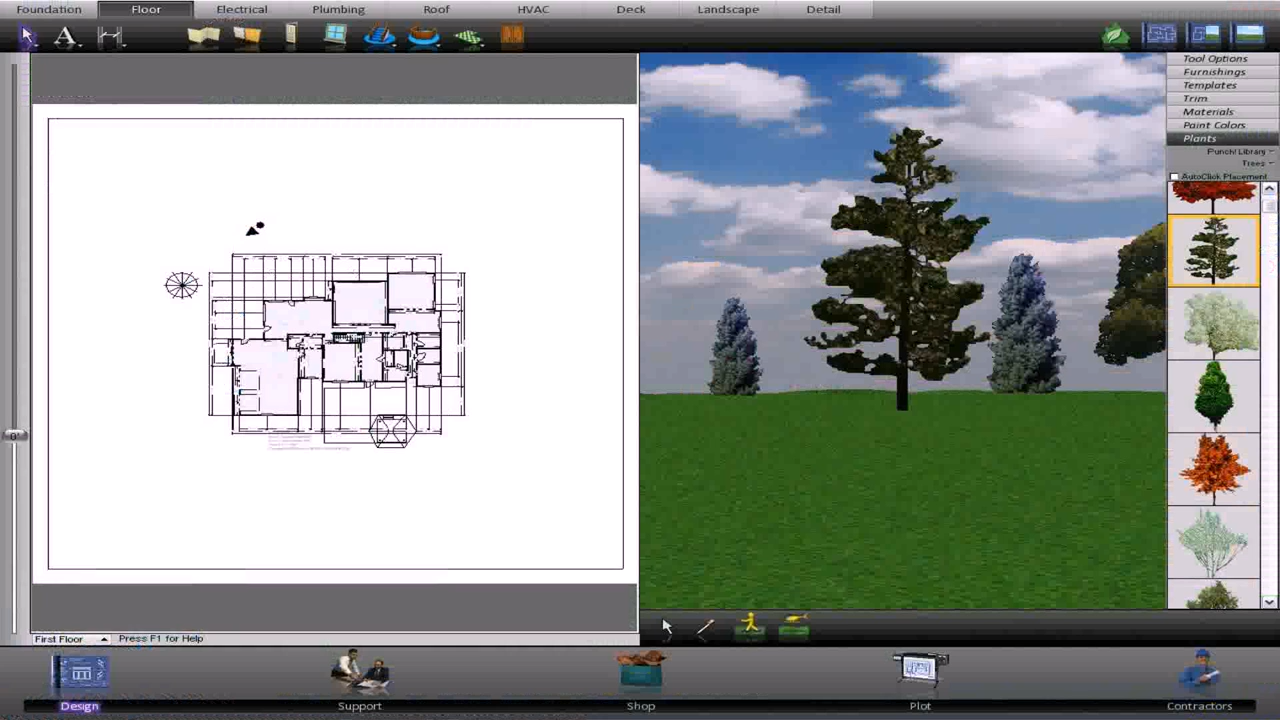 Foundation Floor Electrical Plumbing Roof HVAC Deck Landscape Detail
A
Tool Options
Furnishings
Templates
Trim
Materials
Paint Colors
Plants
Punch! Library
Trees
AutoClick Placement
0'
First Floor Press F1 for Help
Design Support Shop Plot Contractors